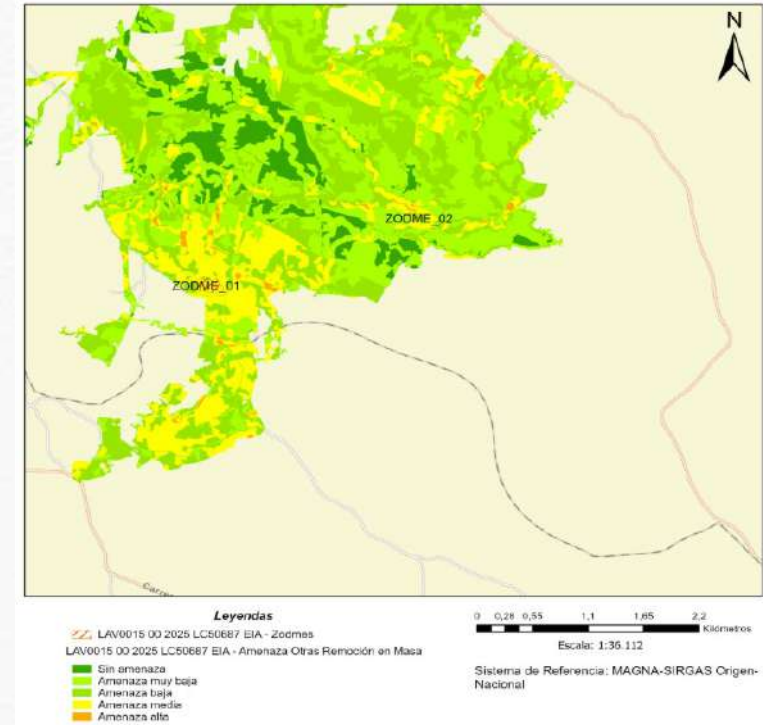 N
ZODME_02
ZODME_01
Leyendas
LAV0015 00 2025 LC50687 EIA - Zodmes
LAV0015 00 2025 LC50687 EIA - Amenaza Otras Remoción en Masa
Sin amenaza
Amenaza muy baja
Amenaza baja
Amenaza media
Amenaza alta
0 0,28 0,55 1,1 1,65 2,2
Kilómetros
Escala: 1:36.112
Sistema de Referencia: MAGNA-SIRGAS Origen-
Nacional